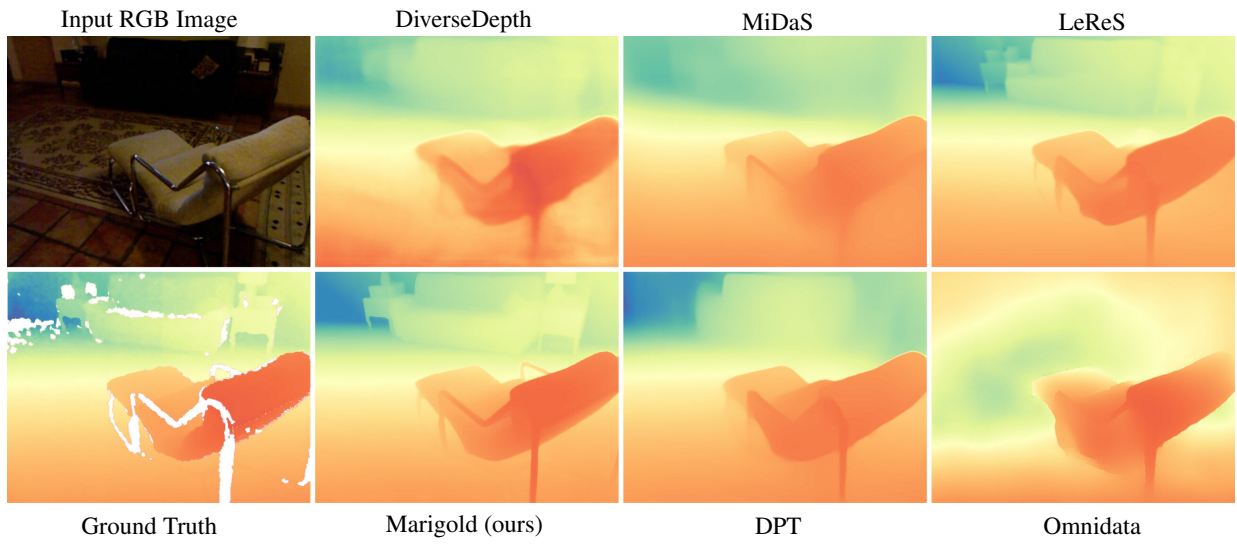 Input RGB Image
DiverseDepth
MiDaS
LeReS
Ground Truth
Marigold (ours)
DPT
Omnidata